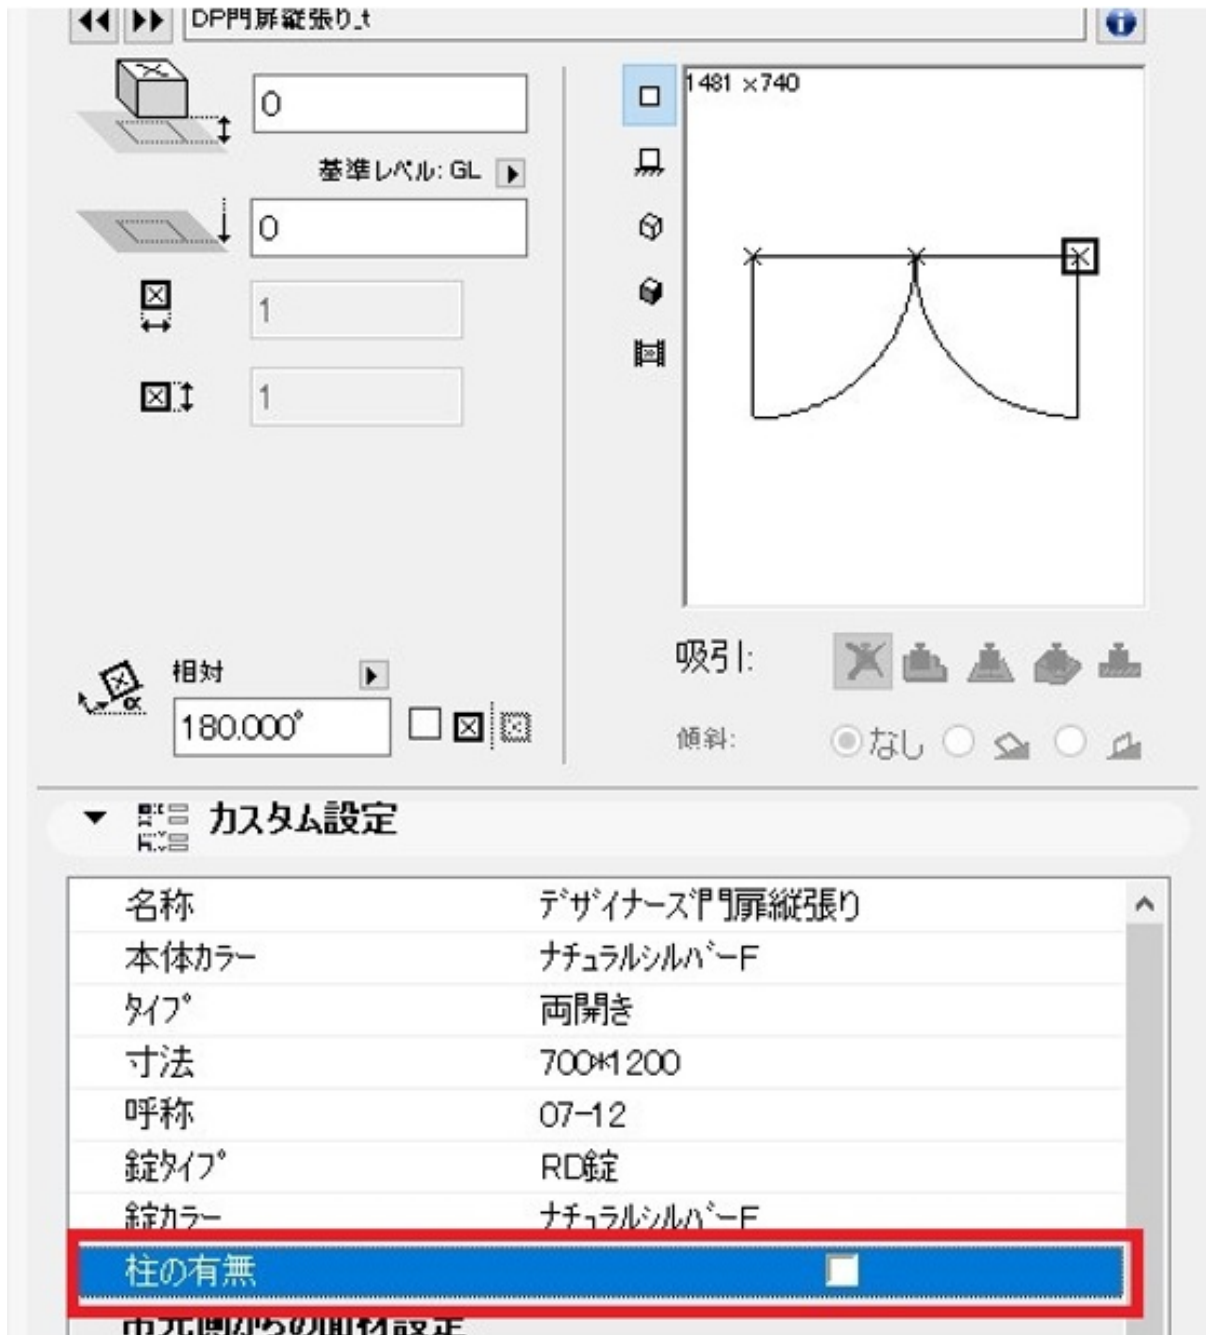 DP門扉縦張り_t
1481 ×740
0
基準レベル: GL
0
1
1
相対
α
180.000°
吸引:
傾斜:
なし
カスタム設定
名称 デザイナーズ門扉縦張り
本体カラー ナチュラルシルバーF
タイプ 両開き
寸法 700*1200
呼称 07-12
錠タイプ RD錠
錠カラー ナチュラルシルバーF
柱の有無
の面材設定